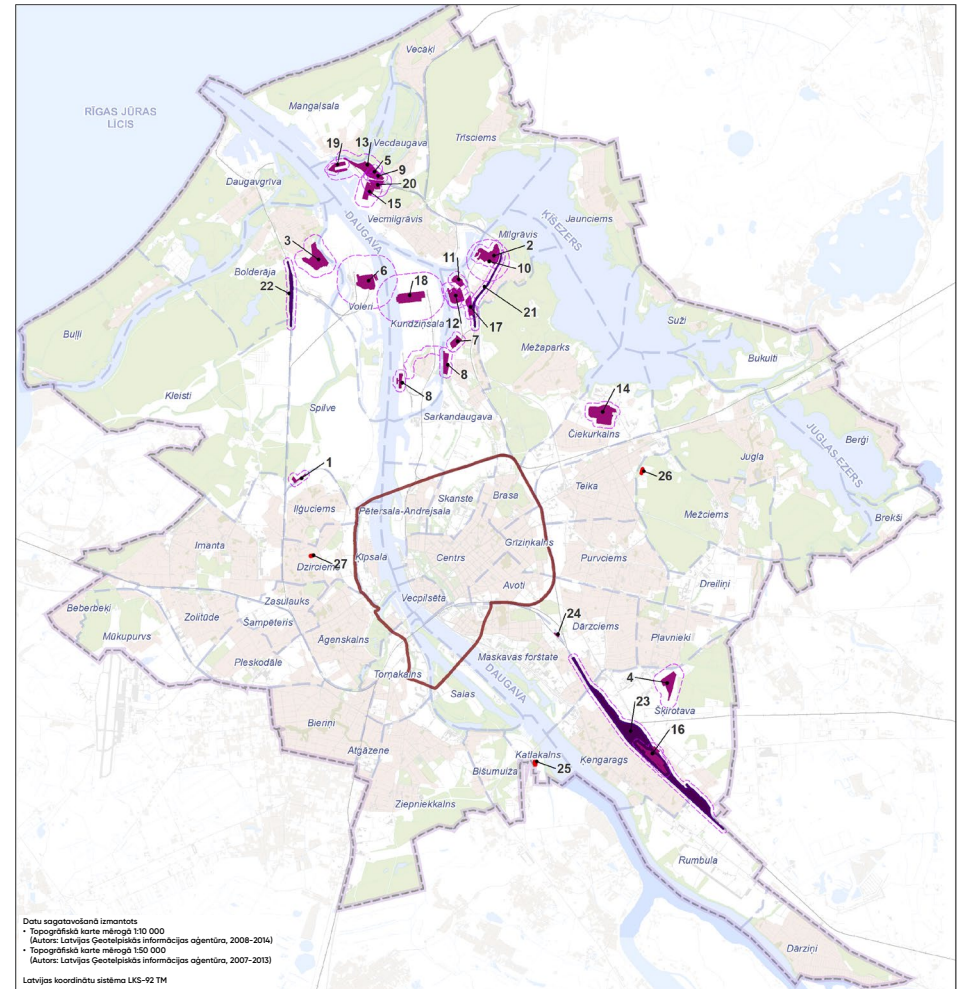 Vecāķi
RĪGAS JŪRAS
LĪCIS
Mangaļsala
19
13
Vecdaugava
5
9
Trīsciems
20
Daugavgrīva
15
Vecmīlgrāvis
DAUGAVA
ĶĪŠEZERS
Jaunciems
Mīlgrāvis
3
2
11
10
Bolderāja
6
18
22
21
Voleri
Kundziņsala
12
17
Suži
Buļļi
7
Mežaparks
8
Bukulti
8
Kleisti
Spilve
Sarkandaugava
14
Čiekurkalns
JUGLAS EZERS
Berģi
Jugla
1
26
Skanste
Brasa
Teika
Iļģuciems
Pētersala-Andrejsala
Mežciems
Brekši
Imanta
Grīziņkalns
27
Ķīpsala
Centrs
Purvciems
Dzirciems
Dreiliņi
Avoti
Beberbeķi
Zasulauks
Vecpilsēta
24
Zolitūde
Šampēteris
Dārzciems
Mūkupurvs
Āgenskalns
Pļavnieki
Pleskodāle
Maskavas forštate
DAUGAVA
Torņakalns
4
Salas
23
Šķirotava
Bieriņi
16
Atgāzene
Katlakalns
Ķengarags
25
Bišumuiža
Ziepniekkalns
Rumbula
Dārziņi
Datu sagatavošanā izmantots
• Topogrāfiskā karte mērogā 1:10 000
(Autors: Latvijas Ģeotelpiskās informācijas aģentūra, 2008-2014)
• Topogrāfiskā karte mērogā 1:50 000
(Autors: Latvijas Ģeotelpiskās informācijas aģentūra, 2007-2013)
Latvijas koordinātu sistēma LKS-92 TM